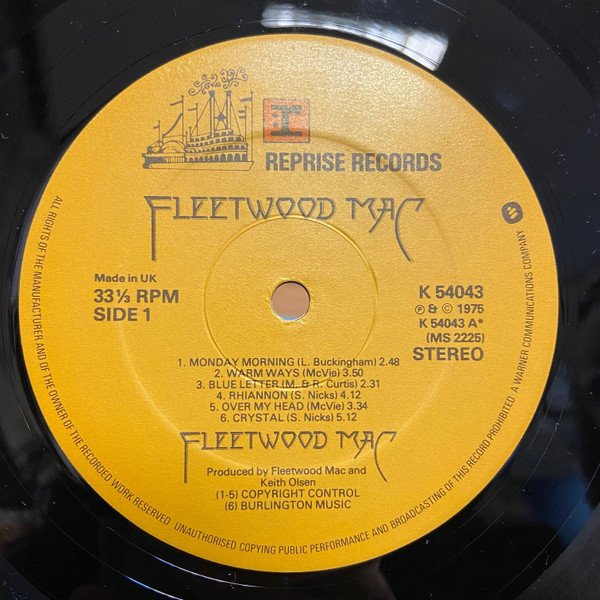 R
REPRISE RECORDS
FLEETWOOD MAC
Made in UK
33⅓ RPM
SIDE 1
K 54043
℗ & © 1975
K 54043 A*
(MS 2225)
STEREO
1. MONDAY MORNING (L. Buckingham) 2.48
2. WARM WAYS (McVie) 3.50
3. BLUE LETTER (M. & R. Curtis) 2.31
4. RHIANNON (S. Nicks) 4.12
5. OVER MY HEAD (McVie) 3.34
6. CRYSTAL (S. Nicks) 5.12
FLEETWOOD MAC
Produced by Fleetwood Mac and
Keith Olsen
(1-5) COPYRIGHT CONTROL
(6) BURLINGTON MUSIC
ALL RIGHTS OF THE MANUFACTURER AND OF THE OWNER OF THE RECORDED WORK RESERVED UNAUTHORISED COPYING PUBLIC PERFORMANCE AND BROADCASTING OF THIS RECORD PROHIBITED A WARNER COMMUNICATIONS COMPANY